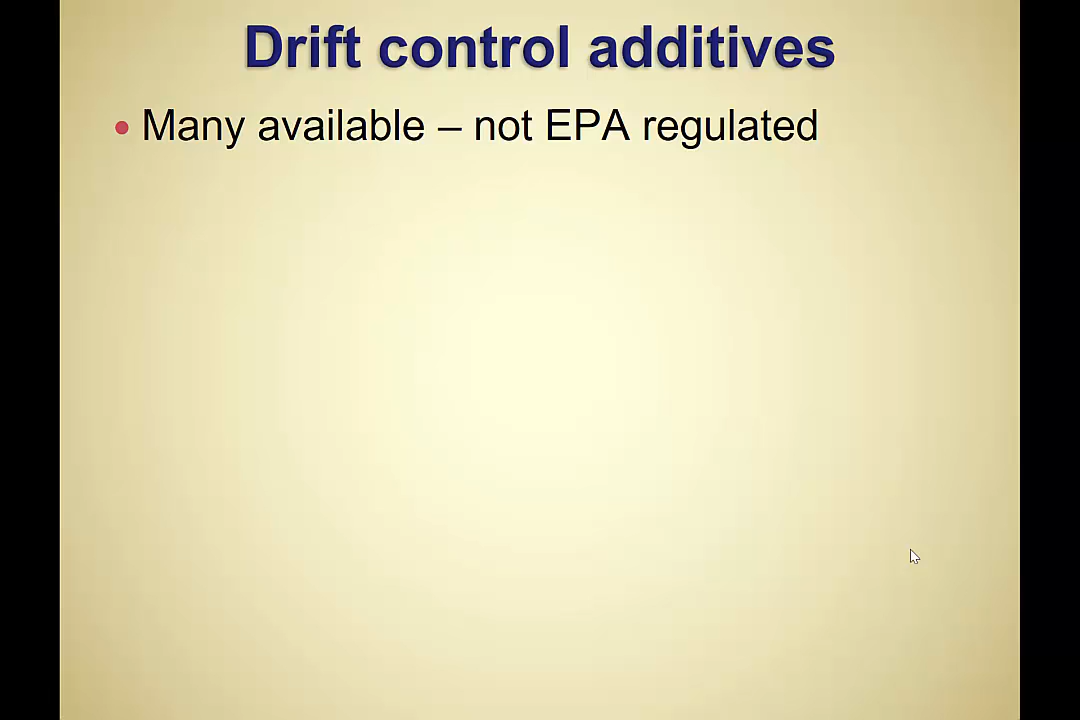 Drift control additives
• Many available – not EPA regulated